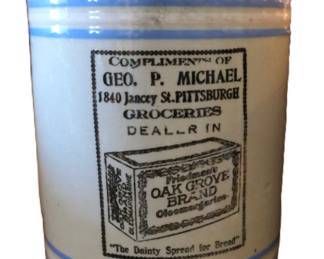 COMPLIMENTS OF
GEO. P. MICHAEL
1840 Jancey St. PITTSBURGH
GROCERIES
DEALER IN
Friedman's
OAK GROVE
BRAND
Oleomargarine
"The Dainty Spread for Bread"